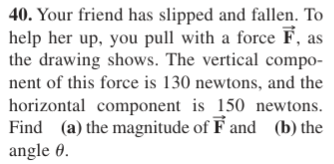 40. Your friend has slipped and fallen. To
help her up, you pull with a force F⃗, as
the drawing shows. The vertical compo-
nent of this force is 130 newtons, and the
horizontal component is 150 newtons.
Find (a) the magnitude of F⃗ and (b) the
angle θ.